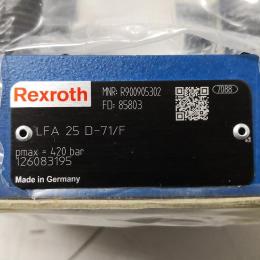 Rexroth
MNR: R900905302
FD: 85803
7088
LFA 25 D-71/F
pmax = 420 bar
126083195
Made in Germany